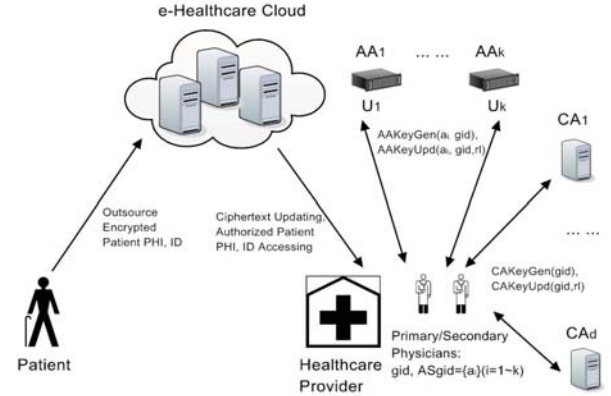 e-Healthcare Cloud
AA1 ... ... AAk
U1 Uk
CA1
AAKeyGen(ai, gid),
AAKeyUpd(ai, gid,rl)
Outsource
Encrypted
Patient PHI, ID
Ciphertext Updating,
Authorized Patient
PHI, ID Accessing
... ...
CAKeyGen(gid),
CAKeyUpd(gid,rl)
Patient
Healthcare
Provider
Primary/Secondary
Physicians:
gid, ASgid={ai}(i=1~k)
CAd